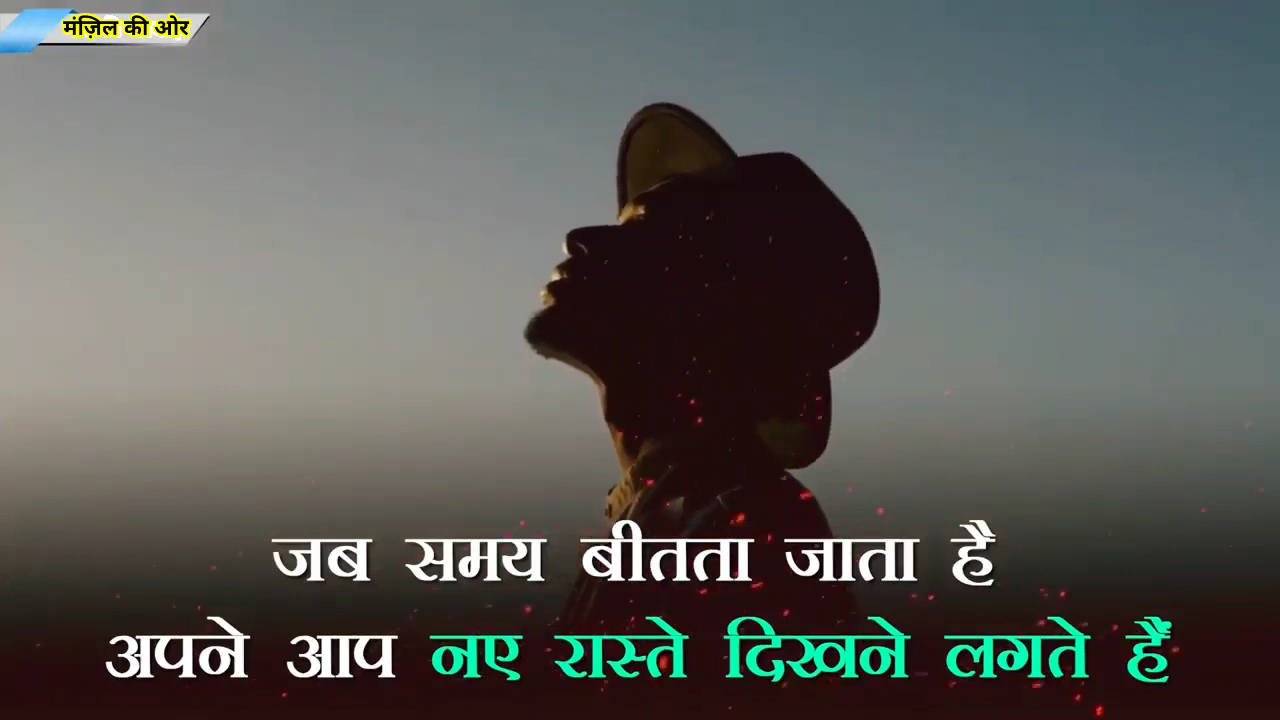 मंज़िल की ओर
जब समय बीतता जाता है
अपने आप नए रास्ते दिखने लगते हैं